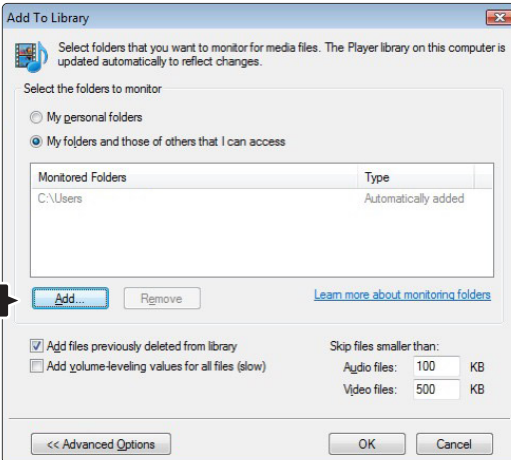 Add To Library
Select folders that you want to monitor for media files. The Player library on this computer is
updated automatically to reflect changes.
Select the folders to monitor
My personal folders
My folders and those of others that I can access
Monitored Folders Type
C:\Users Automatically added
Add... Remove Learn more about monitoring folders
Add files previously deleted from library Skip files smaller than:
Add volume-leveling values for all files (slow) Audio files: 100 KB
Video files: 500 KB
<< Advanced Options OK Cancel